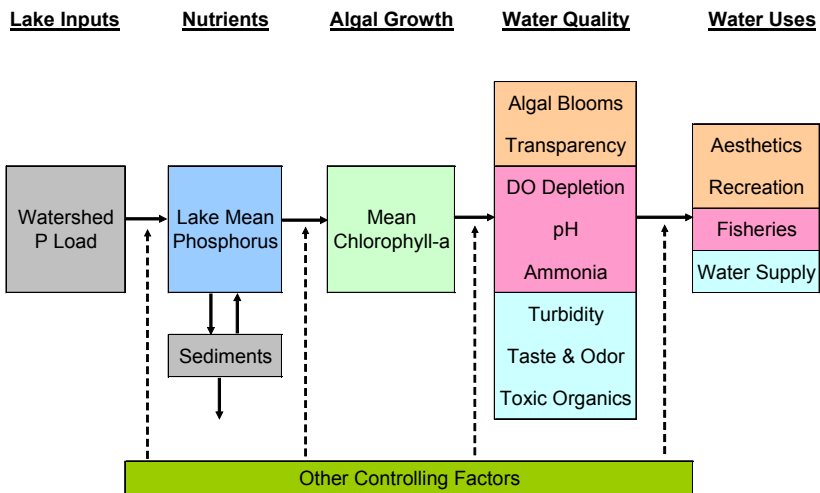 Lake Inputs
Nutrients
Algal Growth
Water Quality
Water Uses
Watershed
P Load
Lake Mean
Phosphorus
Sediments
Mean
Chlorophyll-a
Algal Blooms
Transparency
DO Depletion
pH
Ammonia
Turbidity
Taste & Odor
Toxic Organics
Aesthetics
Recreation
Fisheries
Water Supply
Other Controlling Factors